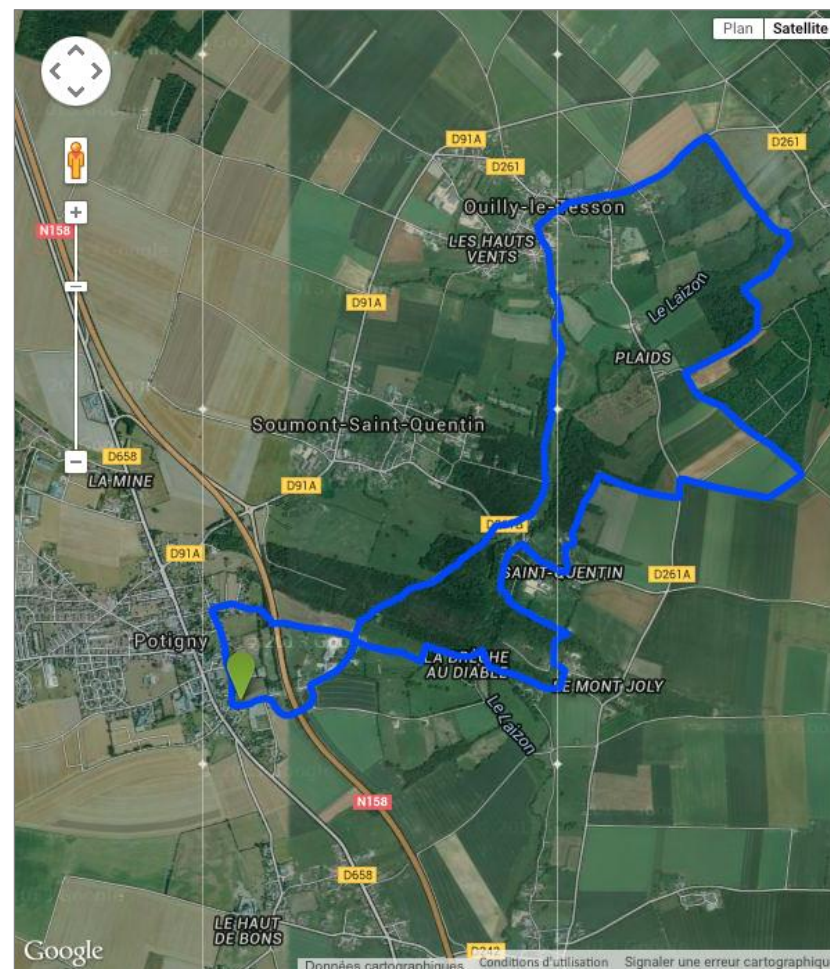 Plan
Satellite
D91A
D261
D261
Ouilly-le-Tesson
N158
LES HAUTS
VENTS
Le Laizon
D91A
PLAIDS
Soumont-Saint-Quentin
D658
LA MINE
D91A
D91A
SAINT-QUENTIN
D261A
Potigny
LA BRÈCHE
AU DIABLE
LE MONT JOLY
Le Laizon
N158
D658
LE HAUT
DE BONS
D242
Google
Données cartographiques
Conditions d'utilisation
Signaler une erreur cartographiqu